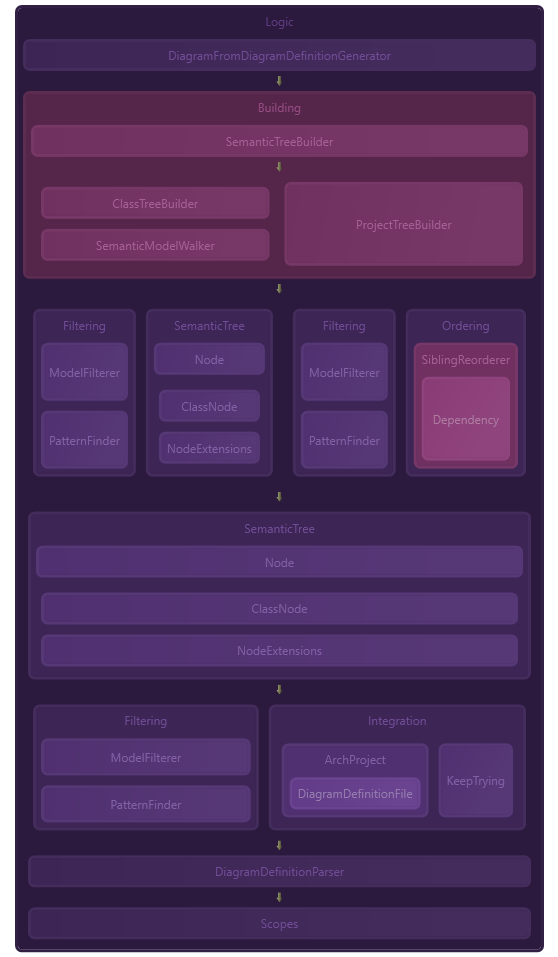 Logic
DiagramFromDiagramDefinitionGenerator
Building
SemanticTreeBuilder
ClassTreeBuilder
SemanticModelWalker
ProjectTreeBuilder
Filtering
ModelFilterer
PatternFinder
SemanticTree
Node
ClassNode
NodeExtensions
Filtering
ModelFilterer
PatternFinder
Ordering
SiblingReorderer
Dependency
SemanticTree
Node
ClassNode
NodeExtensions
Filtering
ModelFilterer
PatternFinder
Integration
ArchProject
DiagramDefinitionFile
KeepTrying
DiagramDefinitionParser
Scopes